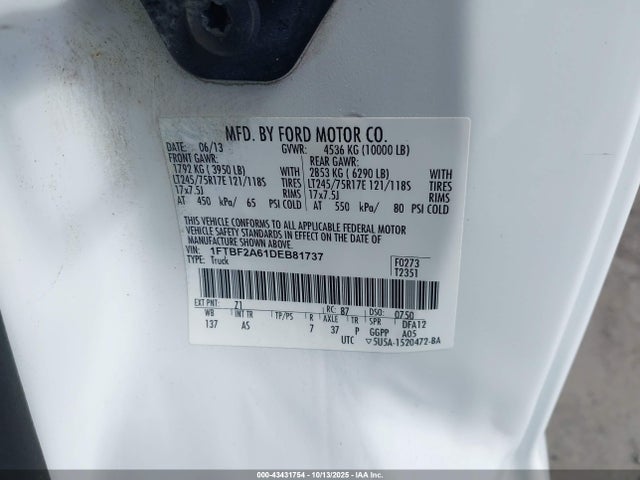 MFD. BY FORD MOTOR CO.
DATE: 06/13 GVWR: 4536 KG (10000 LB)
FRONT GAWR: REAR GAWR:
1792 KG ( 3950 LB) WITH 2853 KG ( 6290 LB) WITH
LT245/75R17E 121/118S TIRES LT245/75R17E 121/118S TIRES
17x7.5J RIMS 17x7.5J RIMS
AT 450 kPa/ 65 PSI COLD AT 550 kPa/ 80 PSI COLD
THIS VEHICLE CONFORMS TO ALL APPLICABLE FEDERAL MOTOR
VEHICLE SAFETY STANDARDS IN EFFECT ON THE DATE OF
MANUFACTURE SHOWN ABOVE.
VIN: 1FTBF2A61DEB81737 F0273
TYPE: Truck T2351
EXT PNT: Z1 RC: 87 DSO: 0750
WB INT TR TP/PS R AXLE TR SPR DFA12
137 AS 7 37 P GGPP A05
UTC ▽5U5A-1520472-BA
000-43431754 | 10/13/2025 | IAA Inc.